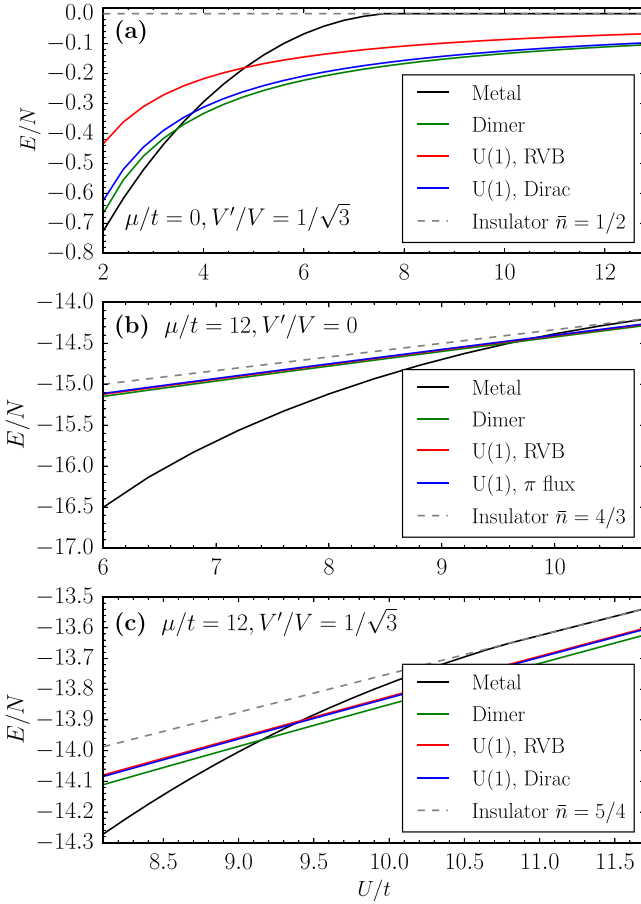 0.0
−0.1
−0.2
−0.3
−0.4
−0.5
−0.6
−0.7
−0.8
E/N
(a)
μ/t = 0, V′/V = 1/√3
Metal
Dimer
U(1), RVB
U(1), Dirac
Insulator n̄ = 1/2
2 4 6 8 10 12
−14.0
−14.5
−15.0
−15.5
−16.0
−16.5
−17.0
E/N
(b) μ/t = 12, V′/V = 0
Metal
Dimer
U(1), RVB
U(1), π flux
Insulator n̄ = 4/3
6 7 8 9 10
−13.5
−13.6
−13.7
−13.8
−13.9
−14.0
−14.1
−14.2
−14.3
E/N
(c) μ/t = 12, V′/V = 1/√3
Metal
Dimer
U(1), RVB
U(1), Dirac
Insulator n̄ = 5/4
8.5 9.0 9.5 10.0 10.5 11.0 11.5
U/t